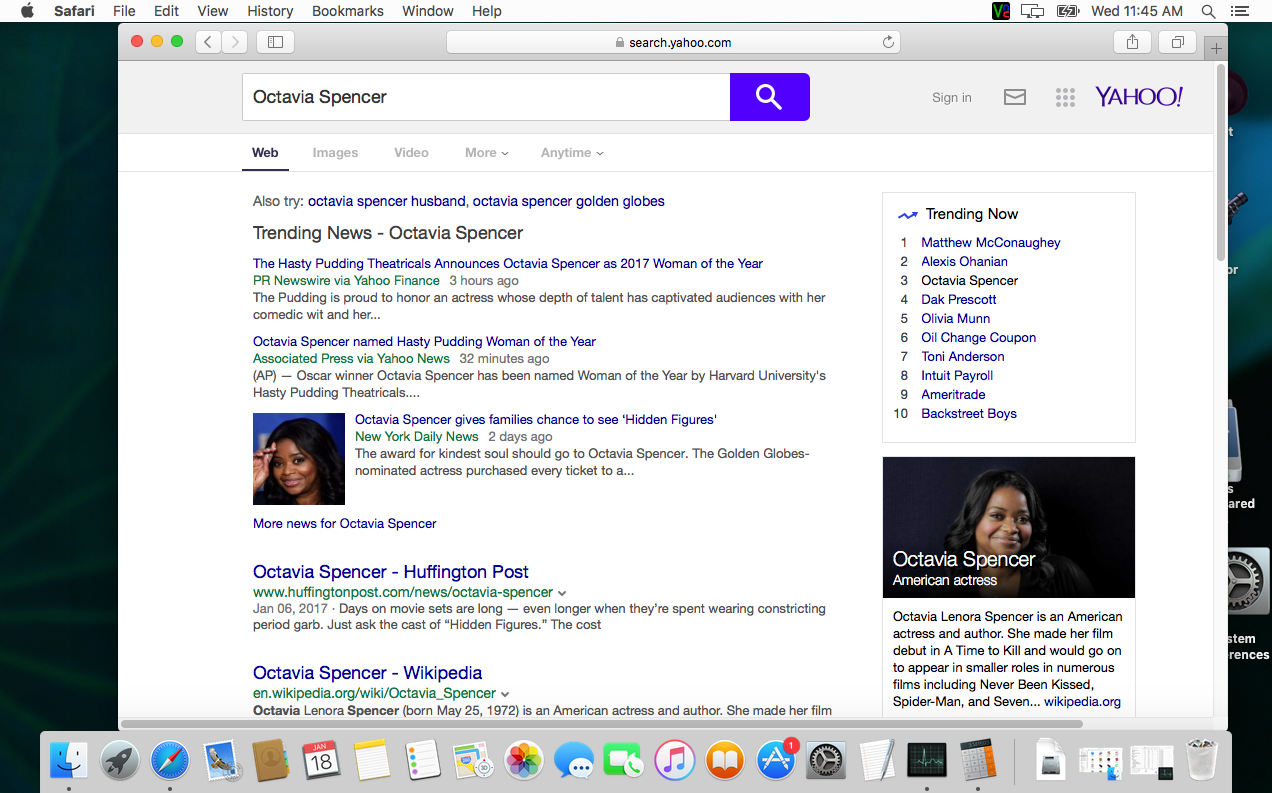 Safari File Edit View History Bookmarks Window Help
Wed 11:45 AM
search.yahoo.com
Octavia Spencer
Sign in
YAHOO!
Web Images Video More Anytime
Also try: octavia spencer husband, octavia spencer golden globes
Trending News - Octavia Spencer
The Hasty Pudding Theatricals Announces Octavia Spencer as 2017 Woman of the Year
PR Newswire via Yahoo Finance 3 hours ago
The Pudding is proud to honor an actress whose depth of talent has captivated audiences with her
comedic wit and her...
Octavia Spencer named Hasty Pudding Woman of the Year
Associated Press via Yahoo News 32 minutes ago
(AP) — Oscar winner Octavia Spencer has been named Woman of the Year by Harvard University's
Hasty Pudding Theatricals....
Octavia Spencer gives families chance to see ‘Hidden Figures’
New York Daily News 2 days ago
The award for kindest soul should go to Octavia Spencer. The Golden Globes-
nominated actress purchased every ticket to a...
More news for Octavia Spencer
Octavia Spencer - Huffington Post
www.huffingtonpost.com/news/octavia-spencer
Jan 06, 2017 · Days on movie sets are long — even longer when they’re spent wearing constricting
period garb. Just ask the cast of “Hidden Figures.” The cost
Octavia Spencer - Wikipedia
en.wikipedia.org/wiki/Octavia_Spencer
Octavia Lenora Spencer (born May 25, 1972) is an American actress and author. She made her film
Trending Now
1 Matthew McConaughey
2 Alexis Ohanian
3 Octavia Spencer
4 Dak Prescott
5 Olivia Munn
6 Oil Change Coupon
7 Toni Anderson
8 Intuit Payroll
9 Ameritrade
10 Backstreet Boys
Octavia Spencer
American actress
Octavia Lenora Spencer is an American
actress and author. She made her film
debut in A Time to Kill and would go on
to appear in smaller roles in numerous
films including Never Been Kissed,
Spider-Man, and Seven... wikipedia.org
t
or
s
ared
stem
rences
JAN
18
1